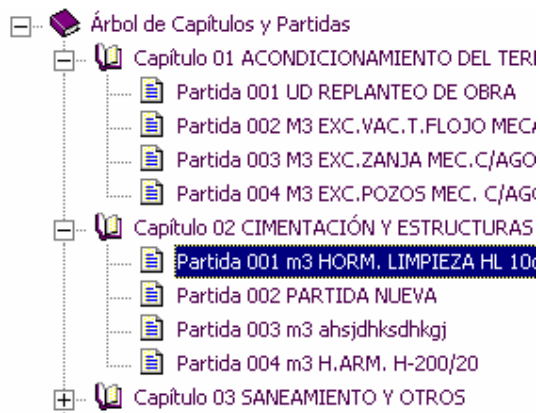 Árbol de Capítulos y Partidas
Capítulo 01 ACONDICIONAMIENTO DEL
Partida 001 UD REPLANTEO DE OBRA
Partida 002 M3 EXC.VAC.T.FLOJO
Partida 003 M3 EXC.ZANJA
Partida 004 M3 EXC.POZOS MEC.
Capítulo 02 CIMENTACIÓN Y ESTRUCTURAS
Partida 001 m3 HORM. LIMPIEZA HL
Partida 002 PARTIDA NUEVA
Partida 003 m3 ahsjdhksdhkgj
Partida 004 m3 H.ARM. H-200/20
Capítulo 03 SANEAMIENTO Y OTROS